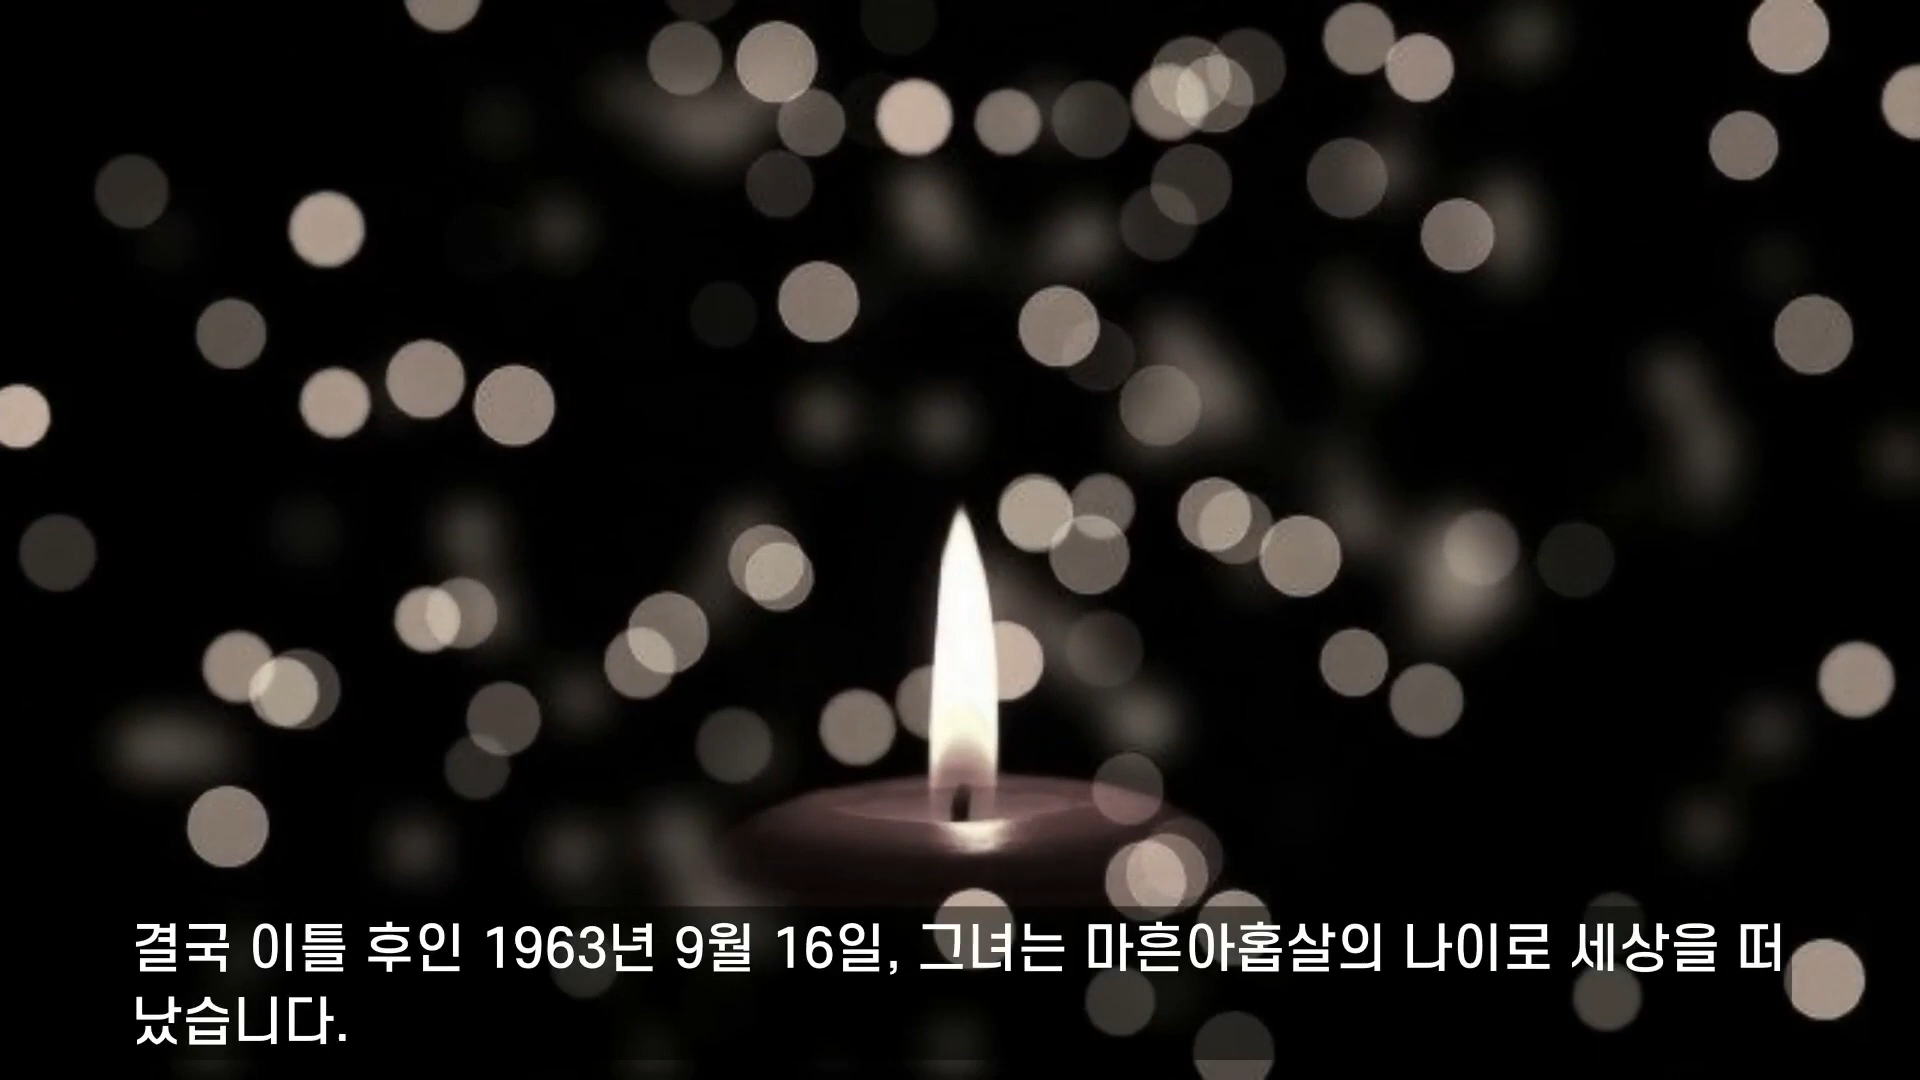 결국 이틀 후인 1963년 9월 16일, 그녀는 마흔아홉살의 나이로 세상을 떠
났습니다.